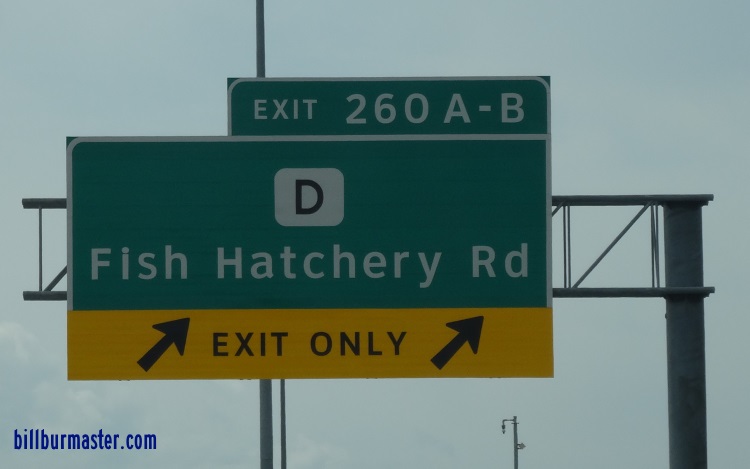 EXIT 260 A-B
D
Fish Hatchery Rd
EXIT ONLY
billburmaster.com